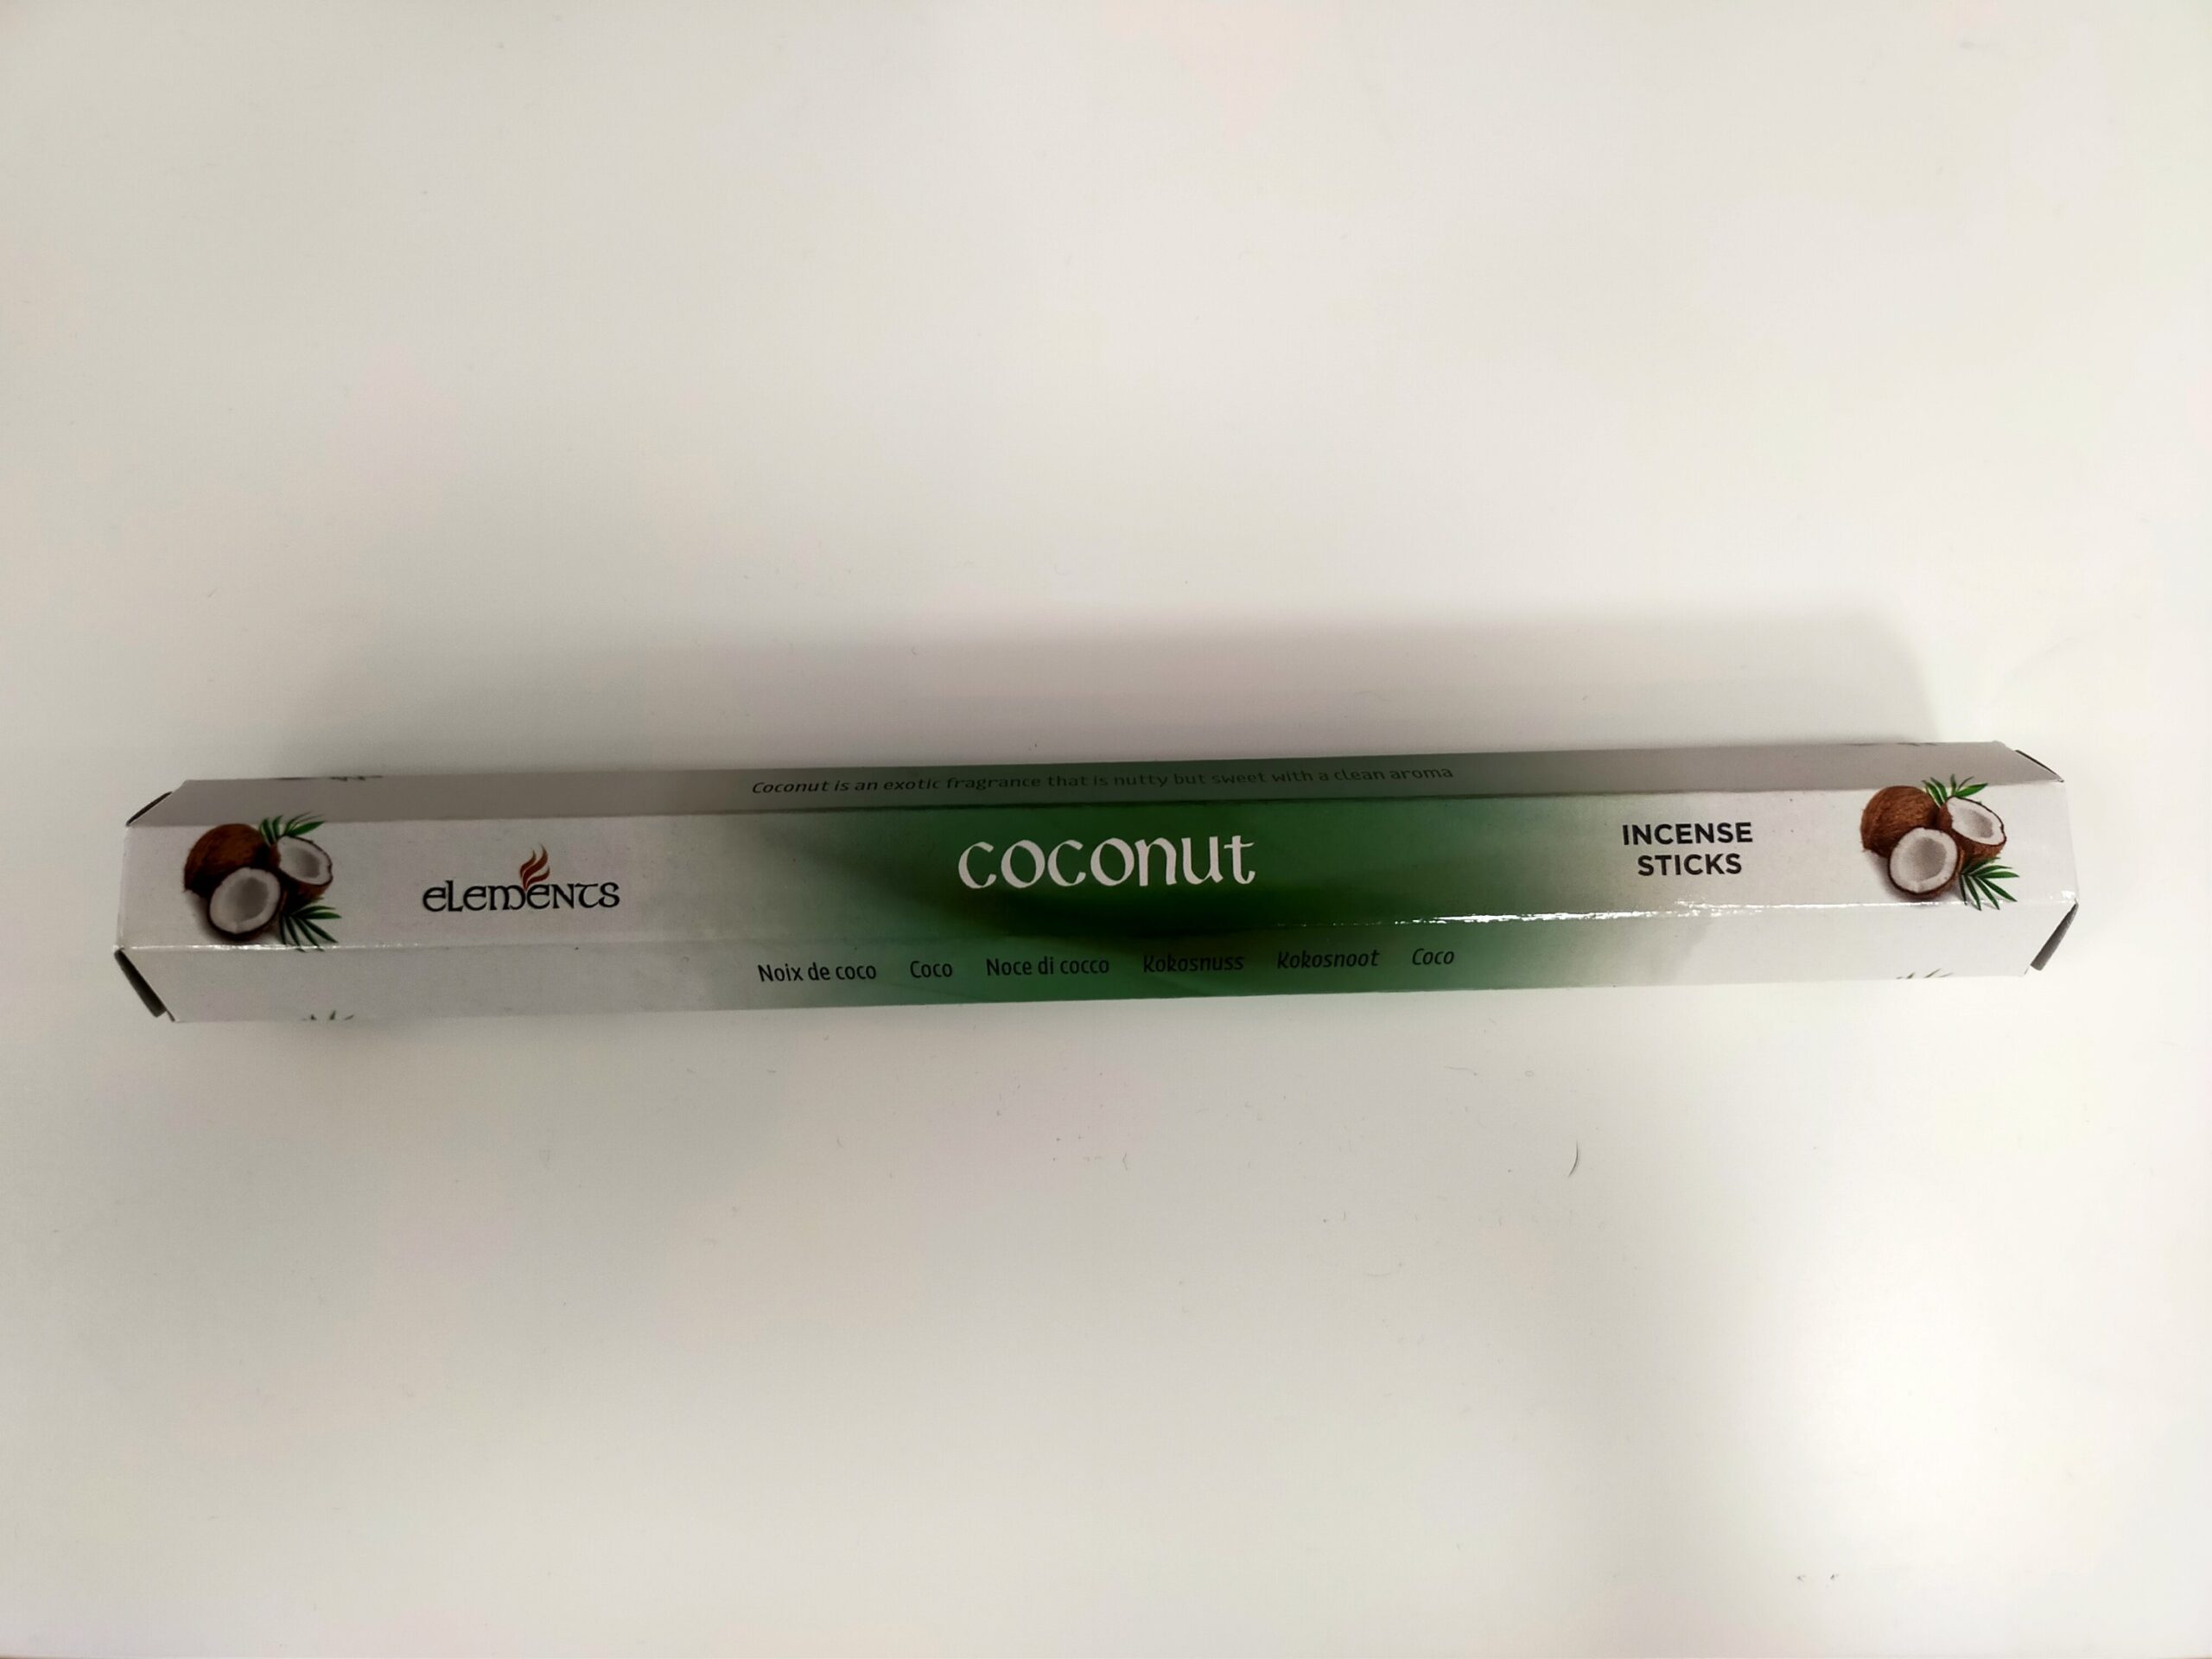 Coconut is an exotic fragrance that is nutty but sweet with a clean aroma
elements
coconut
INCENSE
STICKS
Noix de coco Coco Noce di cocco Kokosnuss Kokosnoot Coco